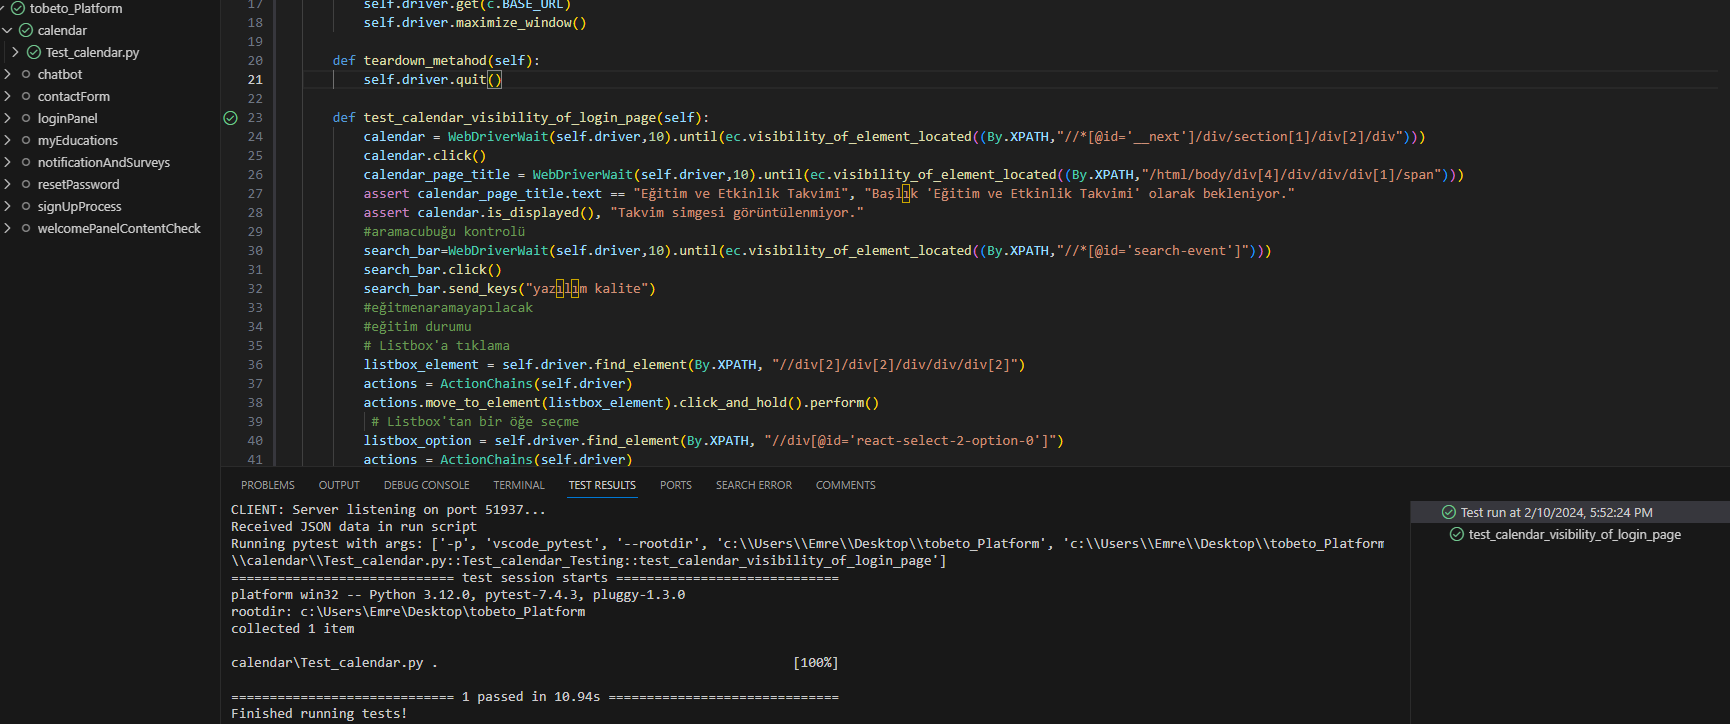 tobeto_Platform
calendar
Test_calendar.py
chatbot
contactForm
loginPanel
myEducations
notificationAndSurveys
resetPassword
signUpProcess
welcomePanelContentCheck
17 self.driver.get(c.BASE_URL)
18 self.driver.maximize_window()
19
20 def teardown_metahod(self):
21 self.driver.quit()
22
23 def test_calendar_visibility_of_login_page(self):
24 calendar = WebDriverWait(self.driver,10).until(ec.visibility_of_element_located((By.XPATH,"//*[@id='__next']/div/section[1]/div[2]/div")))
25 calendar.click()
26 calendar_page_title = WebDriverWait(self.driver,10).until(ec.visibility_of_element_located((By.XPATH,"/html/body/div[4]/div/div/div[1]/span")))
27 assert calendar_page_title.text == "Eğitim ve Etkinlik Takvimi", "Başlık 'Eğitim ve Etkinlik Takvimi' olarak bekleniyor."
28 assert calendar.is_displayed(), "Takvim simgesi görüntülenmiyor."
29 #aramacubuğu kontrolü
30 search_bar=WebDriverWait(self.driver,10).until(ec.visibility_of_element_located((By.XPATH,"//*[@id='search-event']")))
31 search_bar.click()
32 search_bar.send_keys("yazılım kalite")
33 #eğitmenaramayapılacak
34 #eğitim durumu
35 # Listbox'a tıklama
36 listbox_element = self.driver.find_element(By.XPATH, "//div[2]/div[2]/div/div/div[2]")
37 actions = ActionChains(self.driver)
38 actions.move_to_element(listbox_element).click_and_hold().perform()
39 # Listbox'tan bir öğe seçme
40 listbox_option = self.driver.find_element(By.XPATH, "//div[@id='react-select-2-option-0']")
41 actions = ActionChains(self.driver)
PROBLEMS OUTPUT DEBUG CONSOLE TERMINAL TEST RESULTS PORTS SEARCH ERROR COMMENTS
CLIENT: Server listening on port 51937...
Received JSON data in run script
Running pytest with args: ['-p', 'vscode_pytest', '--rootdir', 'c:\\Users\\Emre\\Desktop\\tobeto_Platform', 'c:\\Users\\Emre\\Desktop\\tobeto_Platform
\\calendar\\Test_calendar.py::Test_calendar_Testing::test_calendar_visibility_of_login_page']
============================= test session starts =============================
platform win32 -- Python 3.12.0, pytest-7.4.3, pluggy-1.3.0
rootdir: c:\Users\Emre\Desktop\tobeto_Platform
collected 1 item
calendar\Test_calendar.py . [100%]
============================= 1 passed in 10.94s ==============================
Finished running tests!
Test run at 2/10/2024, 5:52:24 PM
test_calendar_visibility_of_login_page